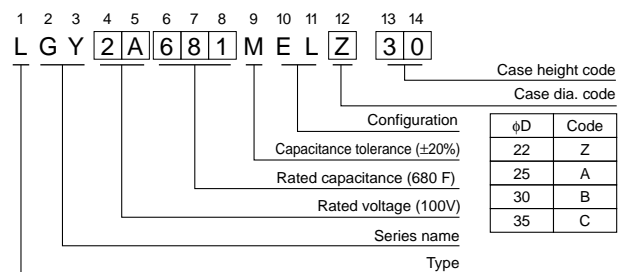 1 2 3 4 5 6 7 8 9 10 11 12 13 14
L G Y 2 A 6 8 1 M E L Z 3 0
Case height code
Case dia. code
Configuration
Capacitance tolerance (±20%)
Rated capacitance (680 F)
Rated voltage (100V)
Series name
Type
ϕD Code
22 Z
25 A
30 B
35 C